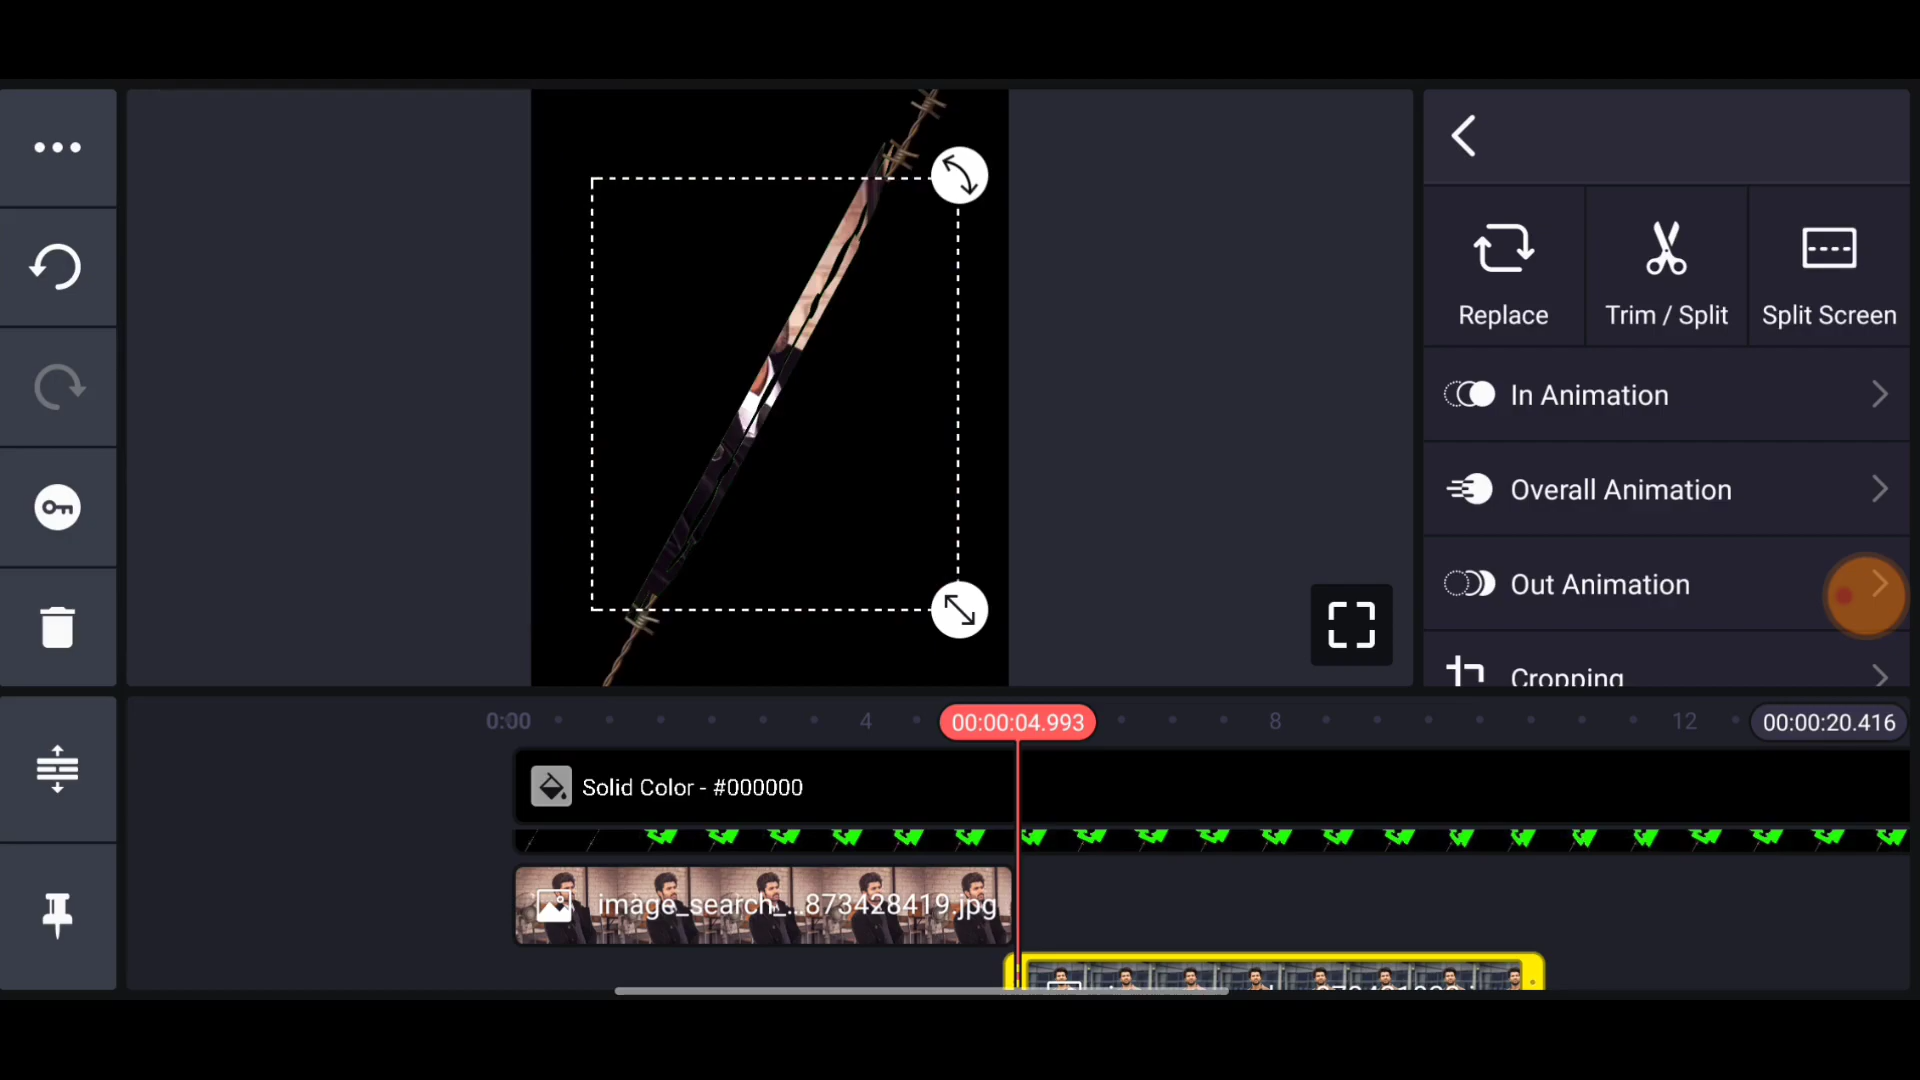 Replace
Trim / Split
Split Screen
In Animation
Overall Animation
Out Animation
Cropping
0:00
4
00:00:04.993
8
12
00:00:20.416
Solid Color - #000000
image_search_...873428419.jpg